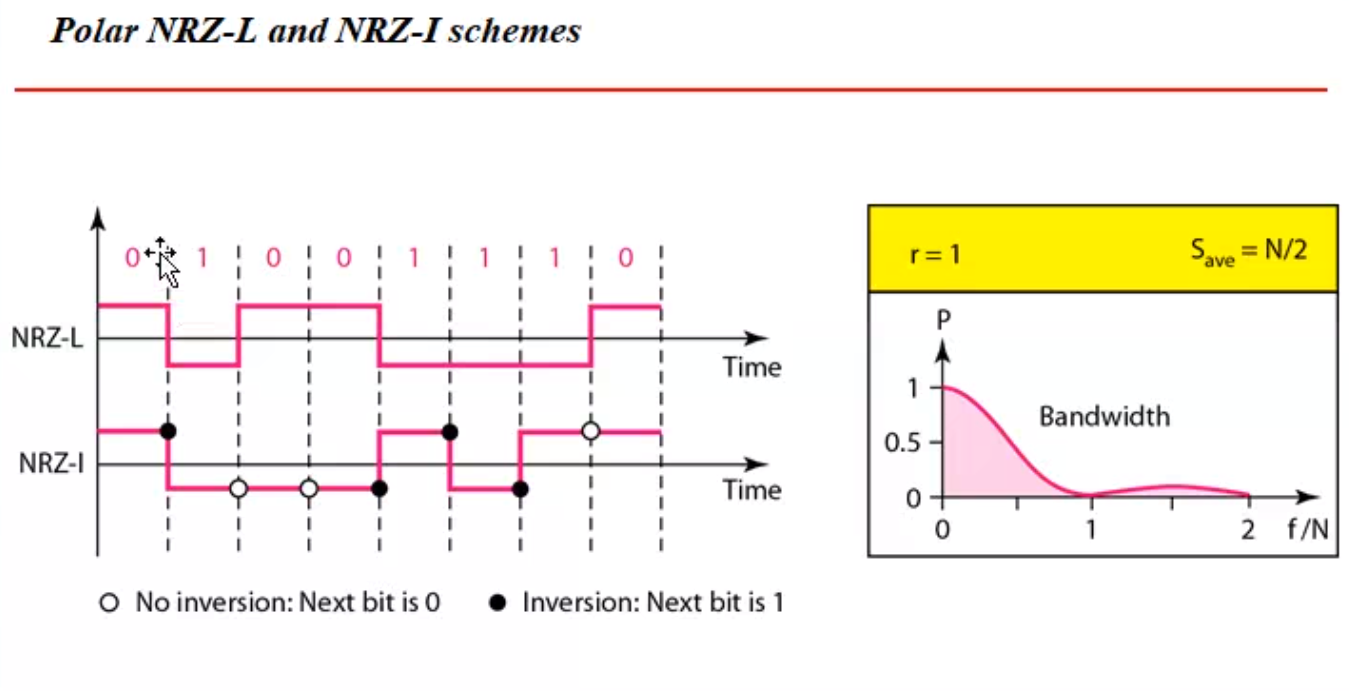 Polar NRZ-L and NRZ-I schemes
0 1 0 0 1 1 1 0
NRZ-L
Time
NRZ-I
Time
○ No inversion: Next bit is 0 ● Inversion: Next bit is 1
r = 1 Save = N/2
P
1
Bandwidth
0.5
0
0 1 2 f/N